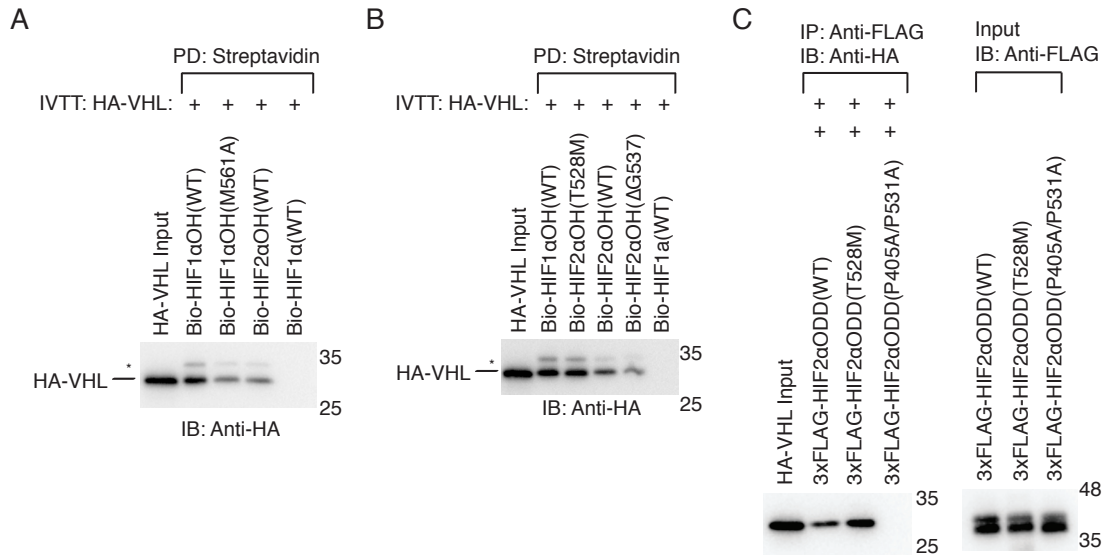 A
PD: Streptavidin
IVTT: HA-VHL: + + + +
HA-VHL Input
Bio-HIF1αOH(WT)
Bio-HIF1αOH(M561A)
Bio-HIF2αOH(WT)
Bio-HIF1α(WT)
*
HA-VHL
35
25
IB: Anti-HA
B
PD: Streptavidin
IVTT: HA-VHL: + + + + +
HA-VHL Input
Bio-HIF1αOH(WT)
Bio-HIF2αOH(T528M)
Bio-HIF2αOH(WT)
Bio-HIF2αOH(ΔG537)
Bio-HIF1a(WT)
*
HA-VHL
35
25
IB: Anti-HA
C
IP: Anti-FLAG
IB: Anti-HA
+ + +
+ + +
HA-VHL Input
3xFLAG-HIF2αODD(WT)
3xFLAG-HIF2αODD(T528M)
3xFLAG-HIF2αODD(P405A/P531A)
35
25
Input
IB: Anti-FLAG
3xFLAG-HIF2αODD(WT)
3xFLAG-HIF2αODD(T528M)
3xFLAG-HIF2αODD(P405A/P531A)
48
35